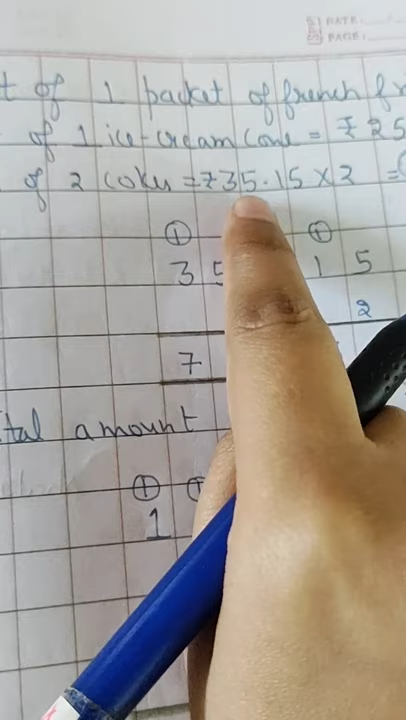 DATE:
PAGE:
t of 1 packet of french fr
of 1 ice-cream cone = ₹ 25
of 2 cokes = ₹35.15 x 2 =
1 1
3 5 1 5
2
7
tal amount
1
1